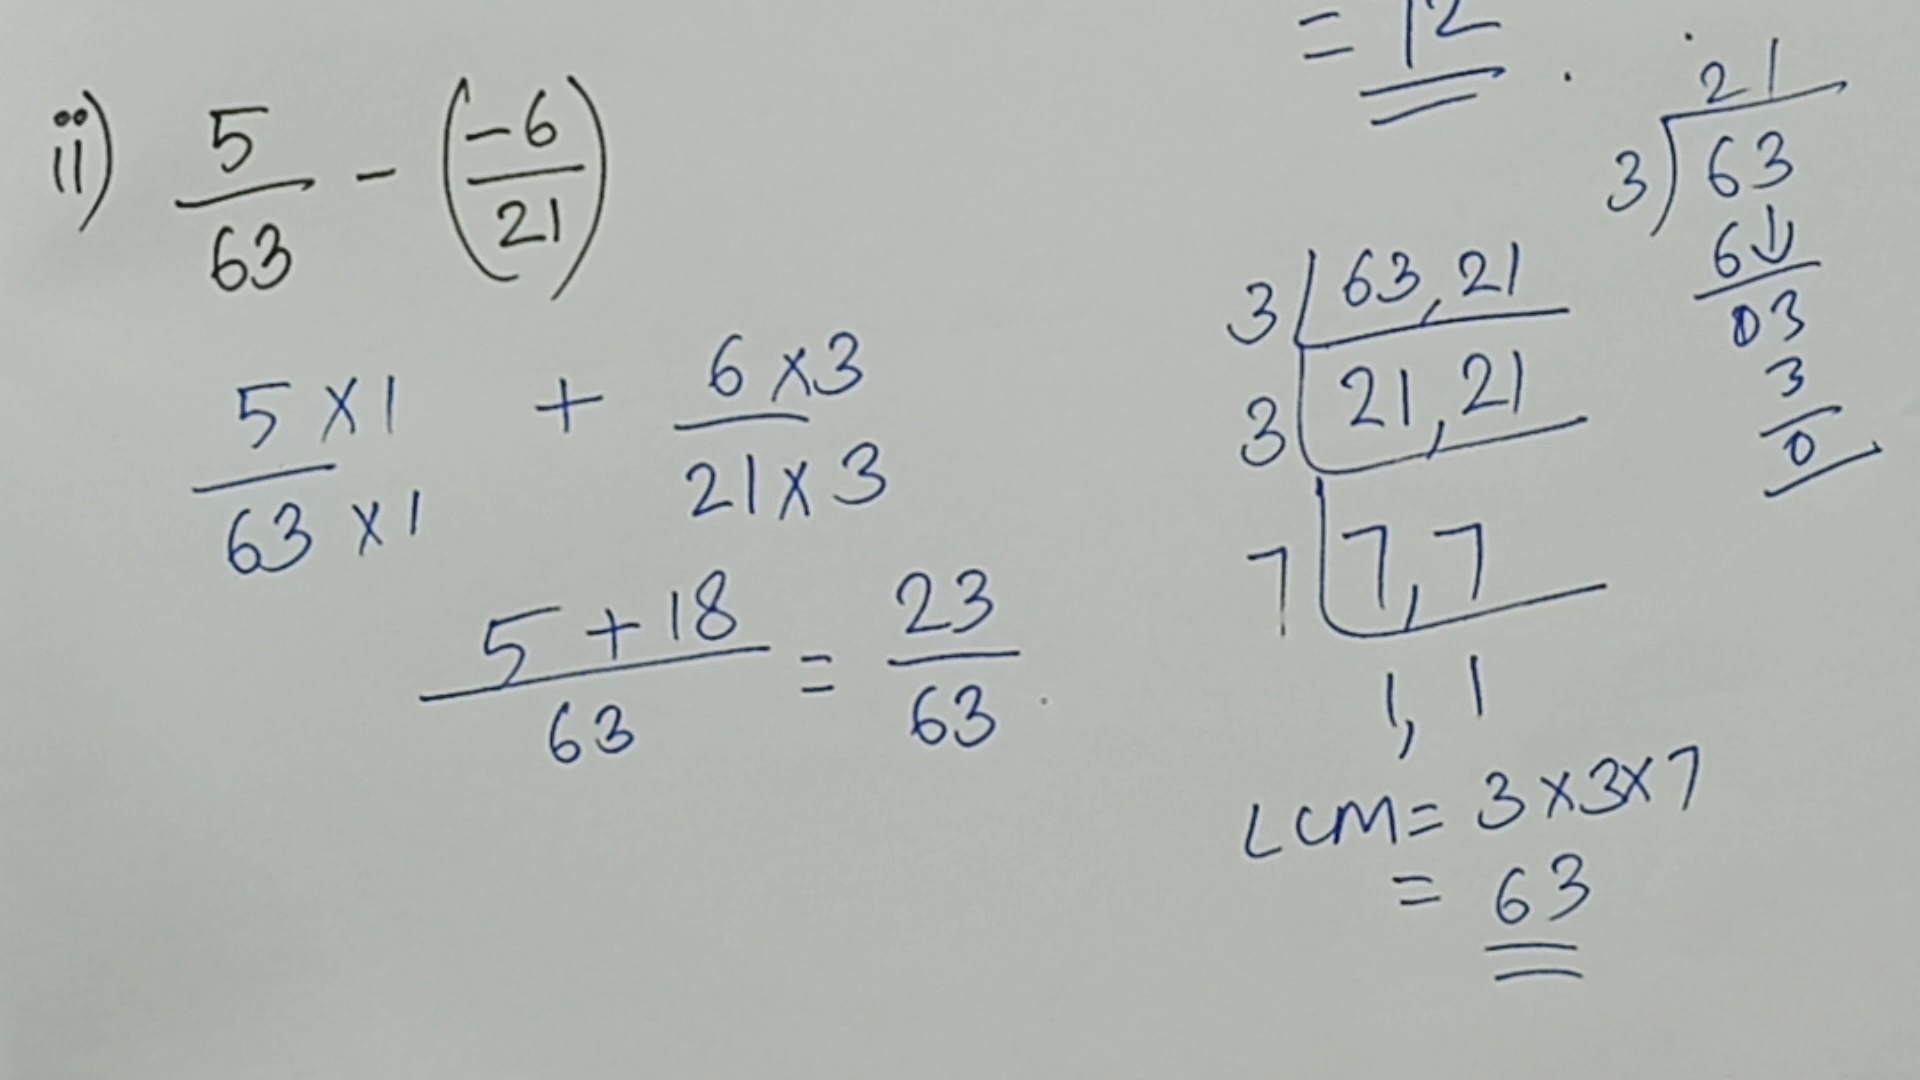 = 12
ii) 5/63 - (-6/21)
5 × 1 / 63 × 1 + 6 × 3 / 21 × 3
5 + 18 / 63 = 23 / 63
3 | 63, 21
3 | 21, 21
7 | 7, 7
1, 1
LCM = 3 × 3 × 7
= 63
21
3 ) 63
6↓
03
3
0